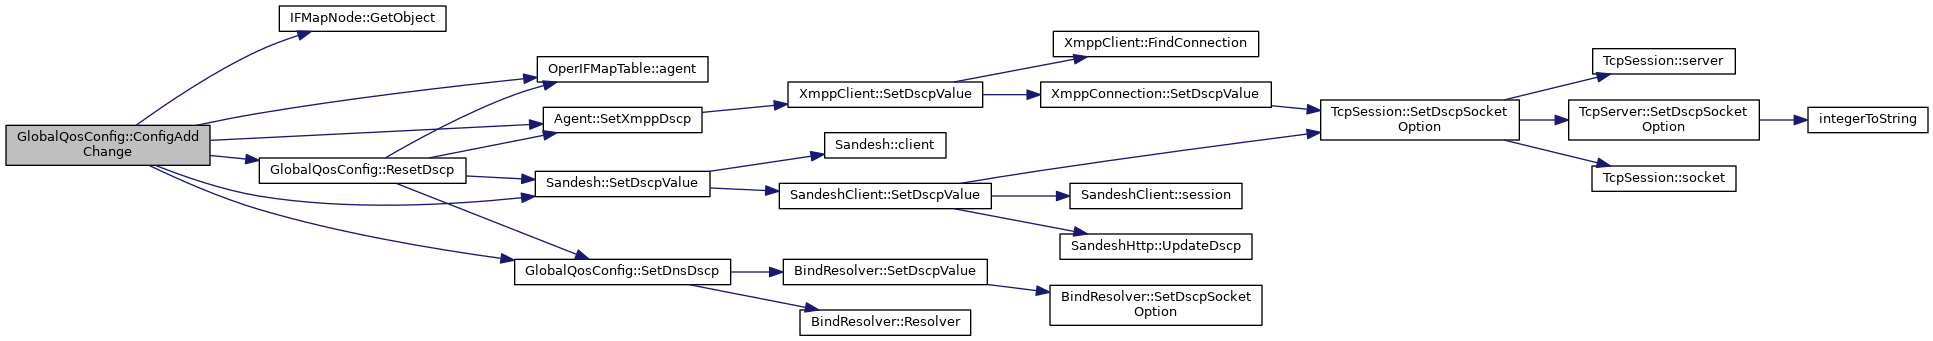 GlobalQosConfig::ConfigAdd
Change
IFMapNode::GetObject
OperIFMapTable::agent
Agent::SetXmppDscp
GlobalQosConfig::ResetDscp
Sandesh::SetDscpValue
GlobalQosConfig::SetDnsDscp
XmppClient::SetDscpValue
Sandesh::client
SandeshClient::SetDscpValue
BindResolver::SetDscpValue
BindResolver::Resolver
XmppClient::FindConnection
XmppConnection::SetDscpValue
SandeshClient::session
SandeshHttp::UpdateDscp
BindResolver::SetDscpSocket
Option
TcpSession::SetDscpSocket
Option
TcpSession::server
TcpServer::SetDscpSocket
Option
TcpSession::socket
integerToString